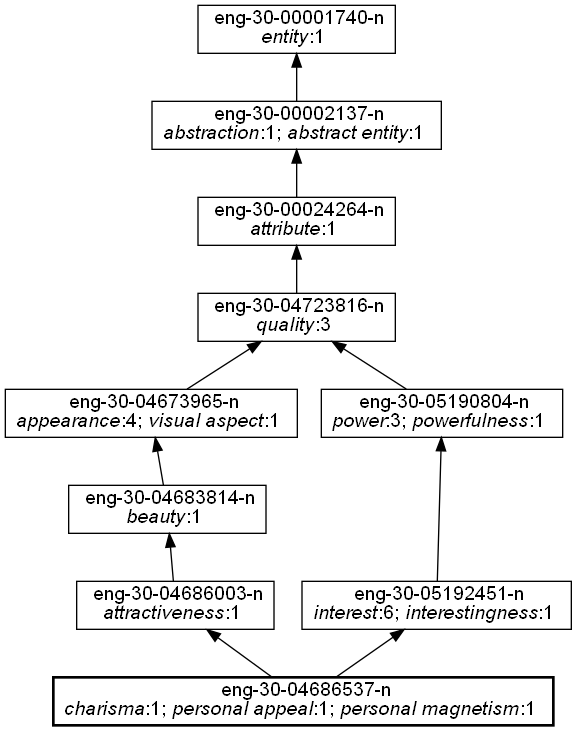 eng-30-00001740-n
entity:1
eng-30-00002137-n
abstraction:1; abstract entity:1
eng-30-00024264-n
attribute:1
eng-30-04723816-n
quality:3
eng-30-04673965-n
appearance:4; visual aspect:1
eng-30-05190804-n
power:3; powerfulness:1
eng-30-04683814-n
beauty:1
eng-30-04686003-n
attractiveness:1
eng-30-05192451-n
interest:6; interestingness:1
eng-30-04686537-n
charisma:1; personal appeal:1; personal magnetism:1